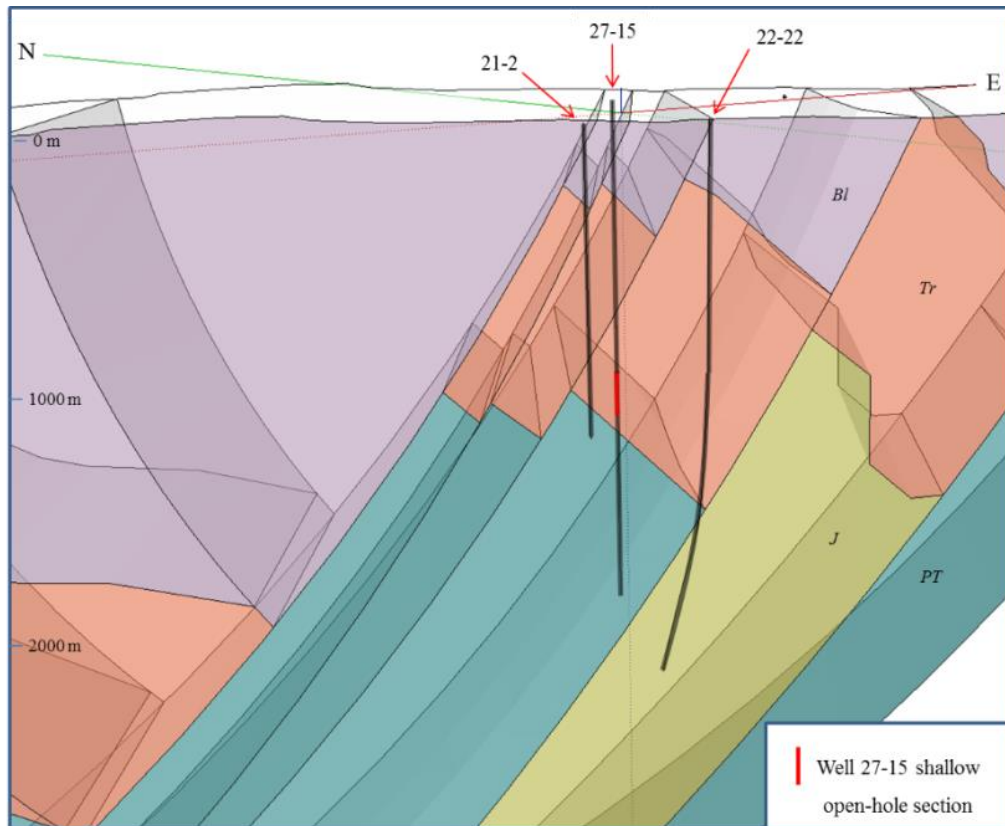 N
27-15
21-2
22-22
E
0 m
Bl
Tr
1000 m
J
PT
2000 m
Well 27-15 shallow
open-hole section